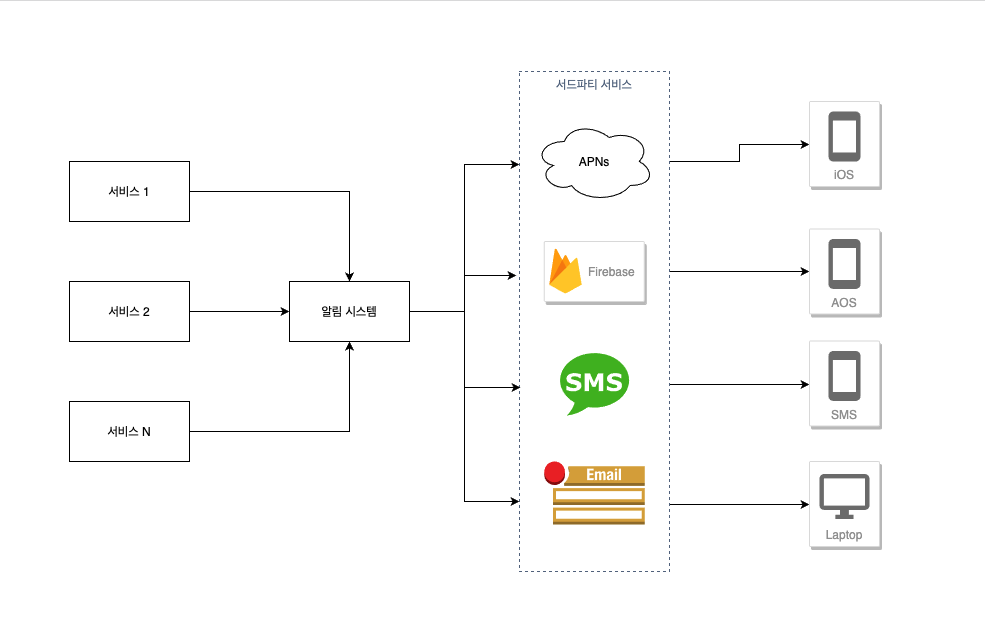 서드파티 서비스
APNs
iOS
서비스 1
Firebase
AOS
서비스 2
알림 시스템
SMS
SMS
서비스 N
Email
Laptop